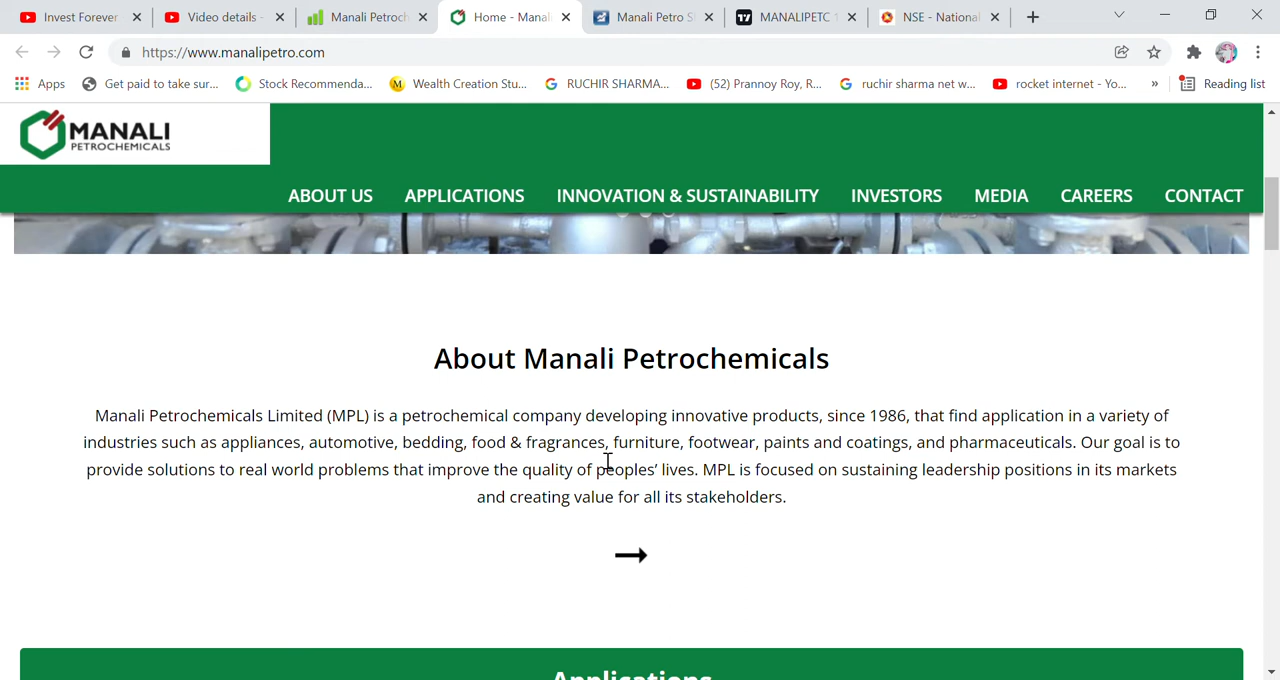 Invest Forever
Video details -
Manali Petroch
Home - Manal
Manali Petro S
MANALIPETC 1
NSE - National
https://www.manalipetro.com
Apps
Get paid to take sur...
Stock Recommenda...
Wealth Creation Stu...
RUCHIR SHARMA...
(52) Prannoy Roy, R...
ruchir sharma net w...
rocket internet - Yo...
»
Reading list
MANALI
PETROCHEMICALS
ABOUT US
APPLICATIONS
INNOVATION & SUSTAINABILITY
INVESTORS
MEDIA
CAREERS
CONTACT
About Manali Petrochemicals
Manali Petrochemicals Limited (MPL) is a petrochemical company developing innovative products, since 1986, that find application in a variety of
industries such as appliances, automotive, bedding, food & fragrances, furniture, footwear, paints and coatings, and pharmaceuticals. Our goal is to
provide solutions to real world problems that improve the quality of peoples’ lives. MPL is focused on sustaining leadership positions in its markets
and creating value for all its stakeholders.
Applications